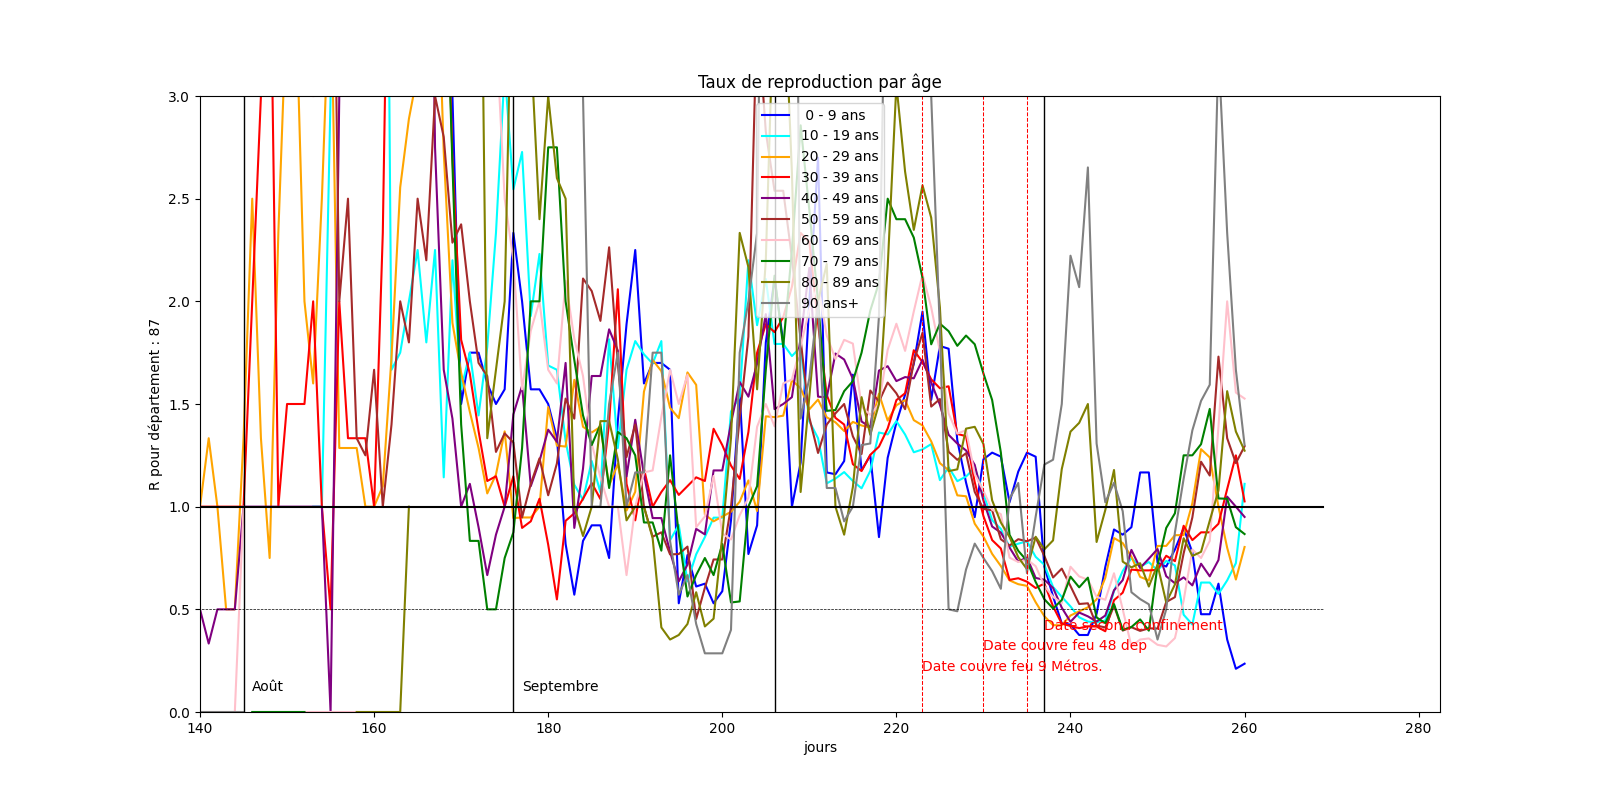 Taux de reproduction par âge
R pour département : 87
3.0
2.5
2.0
1.5
1.0
0.5
0.0
0 - 9 ans
10 - 19 ans
20 - 29 ans
30 - 39 ans
40 - 49 ans
50 - 59 ans
60 - 69 ans
70 - 79 ans
80 - 89 ans
90 ans+
Date second confinement
Date couvre feu 48 dep
Date couvre feu 9 Métros.
Août
Septembre
140
160
180
200
220
240
260
280
jours